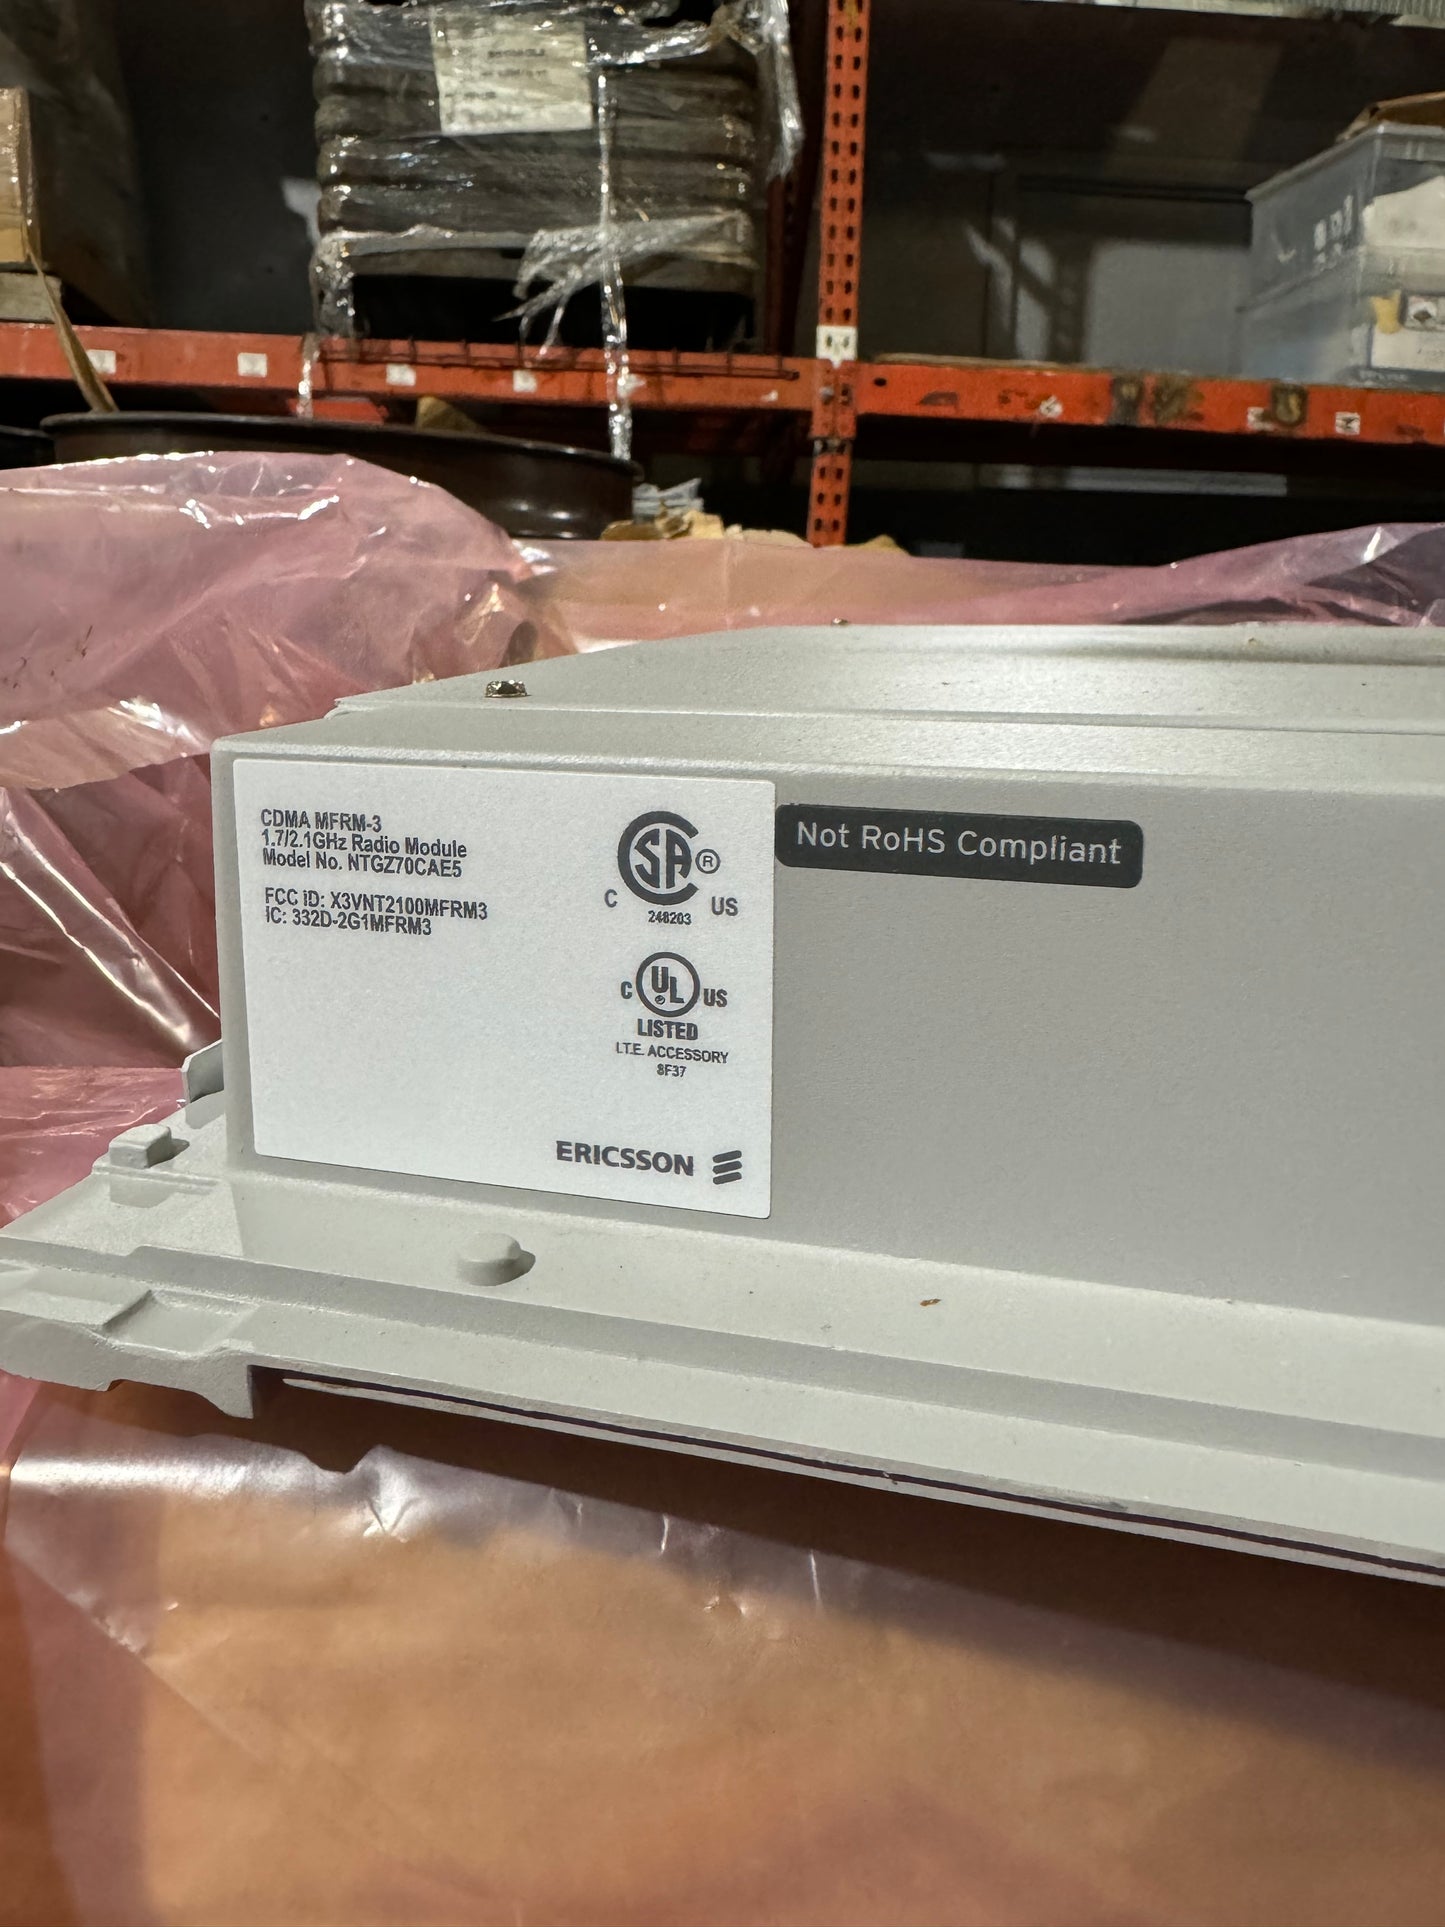 CDMA MFRM-3
1.7/2.1GHz Radio Module
Model No. NTGZ70CAE5
FCC ID: X3VNT2100MFRM3
IC: 332D-2G1MFRM3
SA ®
C US
248203
C UL ® US
LISTED
I.T.E. ACCESSORY
8F37
ERICSSON
Not RoHS Compliant